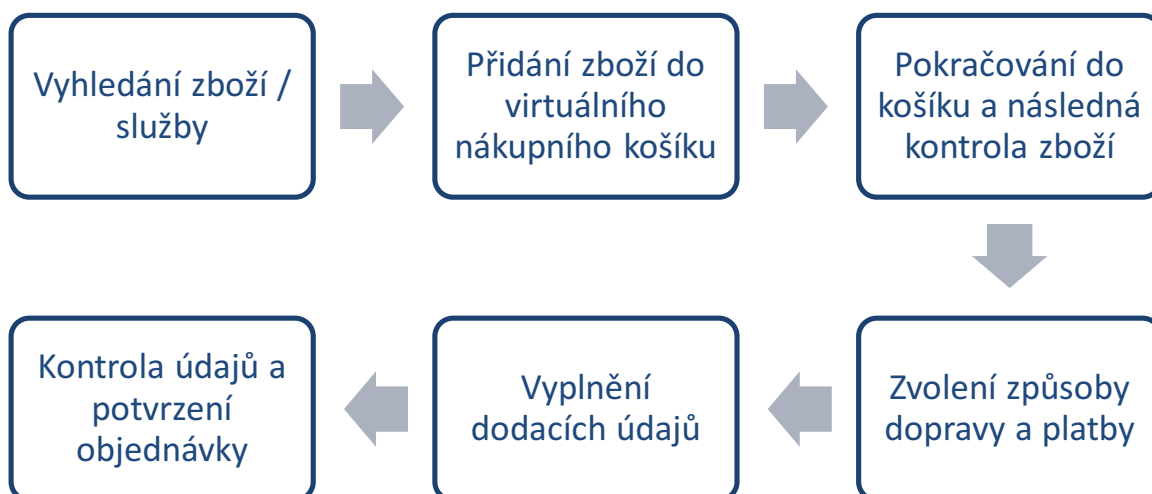 Vyhledání zboží /
služby
Přidání zboží do
virtuálního
nákupního košíku
Pokračování do
košíku a následná
kontrola zboží
Zvolení způsoby
dopravy a platby
Vyplnění
dodacích údajů
Kontrola údajů a
potvrzení
objednávky